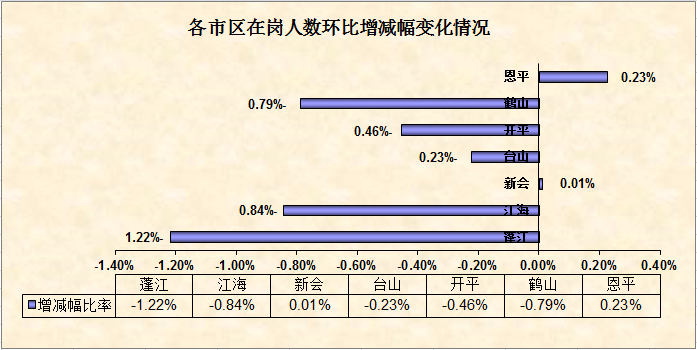 各市区在岗人数环比增减幅变化情况
恩平 0.23%
0.79%- 鹤山
0.46%- 开平
0.23%- 台山
新会 0.01%
0.84%- 江海
1.22%- 蓬江
-1.40% -1.20% -1.00% -0.80% -0.60% -0.40% -0.20% 0.00% 0.20% 0.40%
蓬江 江海 新会 台山 开平 鹤山 恩平
增减幅比率 -1.22% -0.84% 0.01% -0.23% -0.46% -0.79% 0.23%